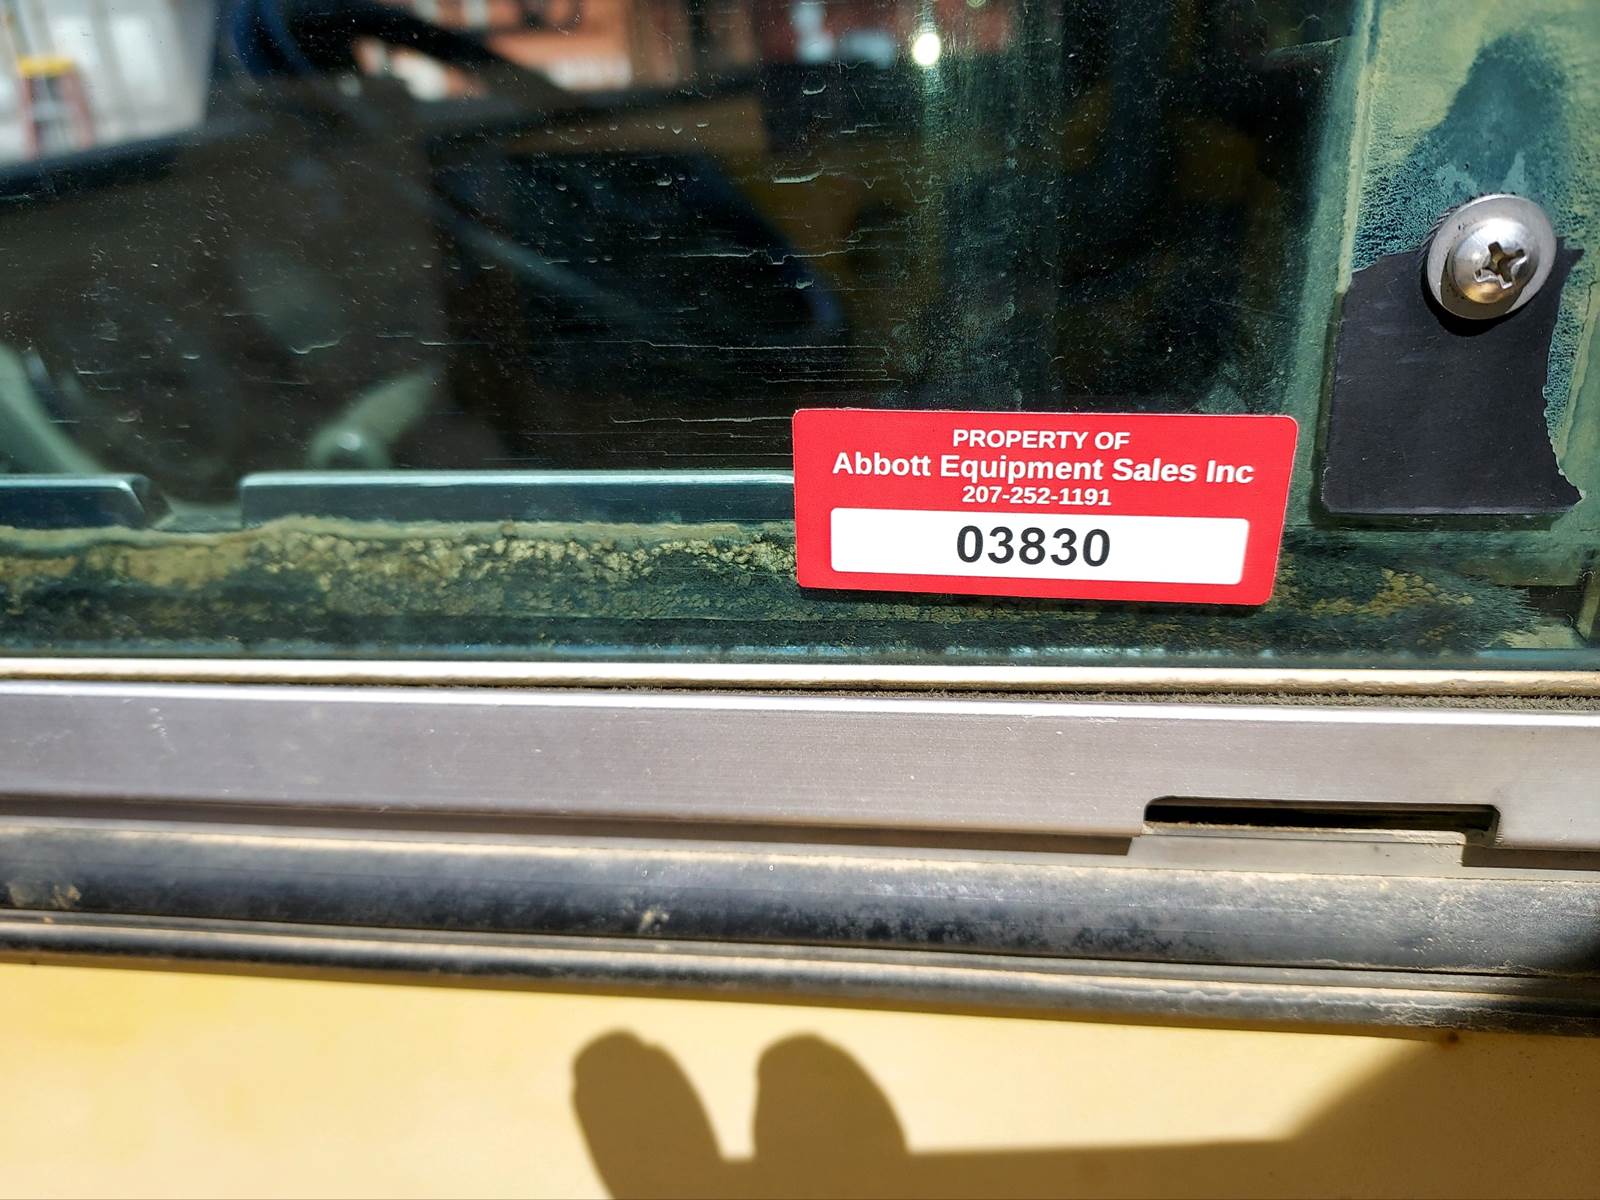 PROPERTY OF
Abbott Equipment Sales Inc
207-252-1191
03830